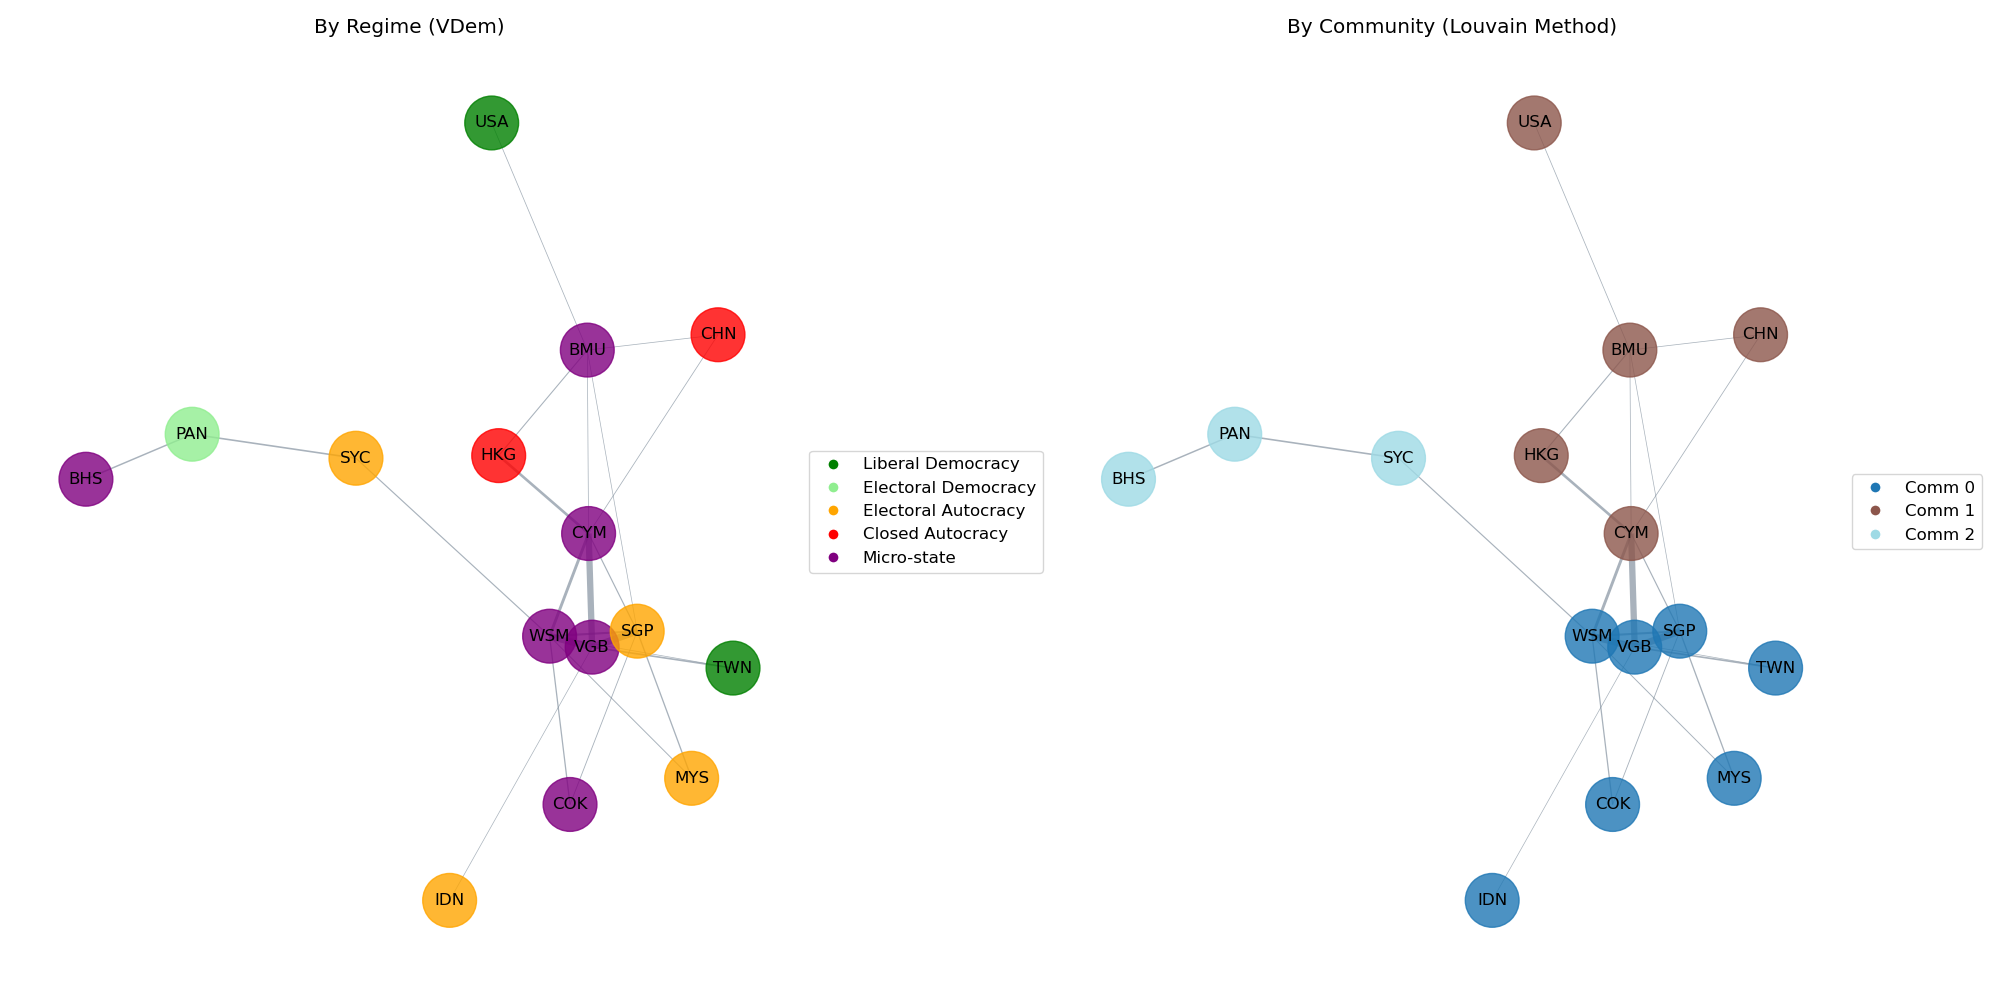 By Regime (VDem)
USA
BMU
CHN
PAN
HKG
SYC
BHS
CYM
WSM
SGP
VGB
TWN
MYS
COK
IDN
Liberal Democracy
Electoral Democracy
Electoral Autocracy
Closed Autocracy
Micro-state
By Community (Louvain Method)
USA
BMU
CHN
PAN
HKG
SYC
BHS
CYM
WSM
SGP
VGB
TWN
MYS
COK
IDN
Comm 0
Comm 1
Comm 2